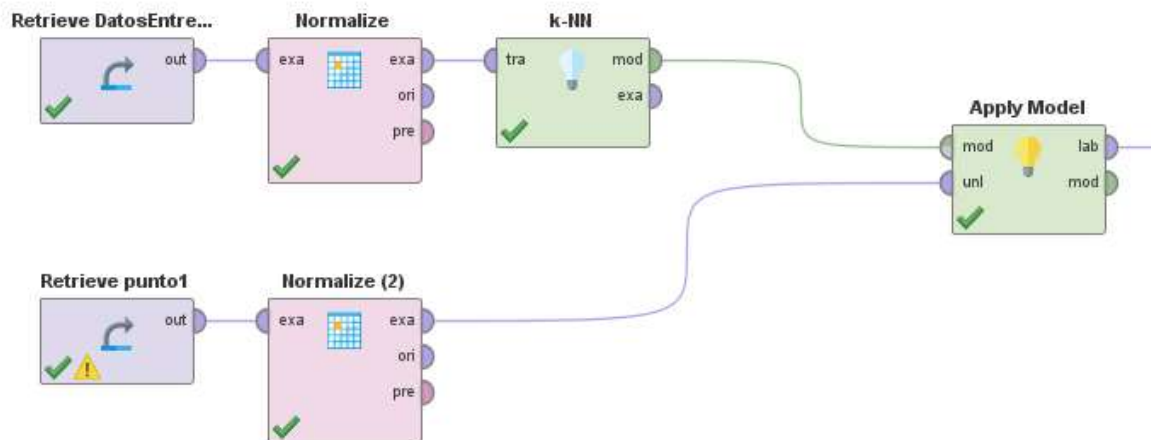 Retrieve DatosEntre...
Normalize
k-NN
out
exa
exa
ori
pre
tra
mod
exa
Apply Model
mod
unl
lab
mod
Retrieve punto1
Normalize (2)
out
exa
exa
ori
pre